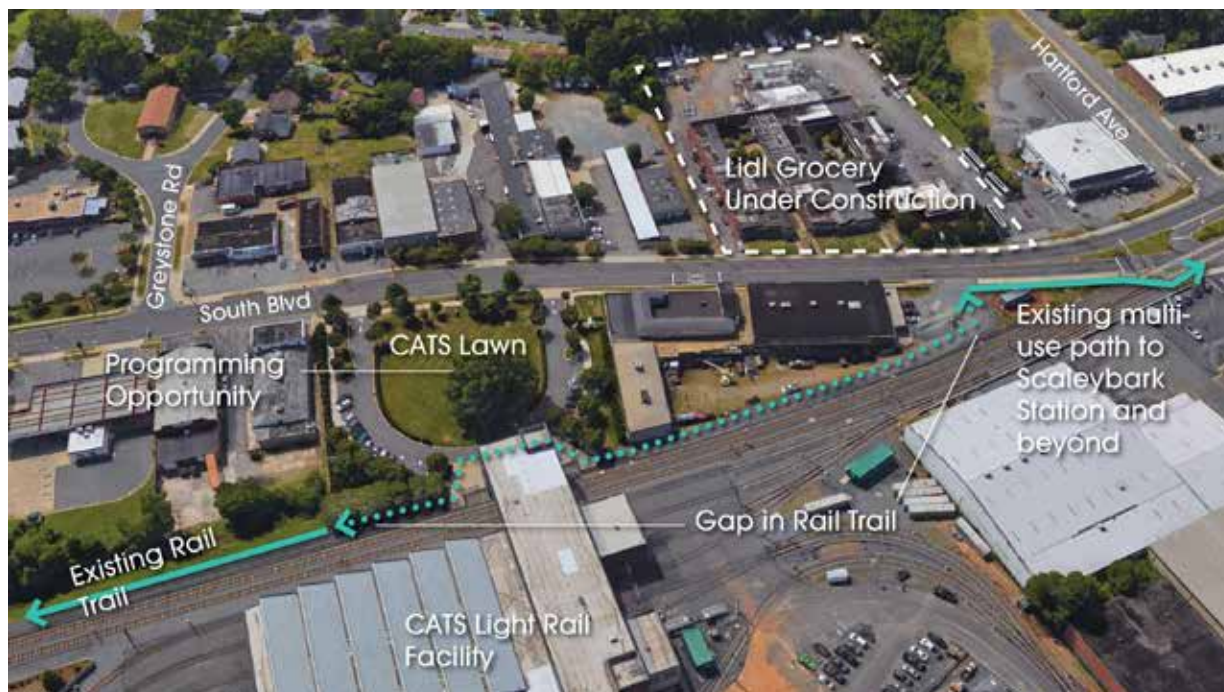 Hartford Ave
Lidl Grocery
Under Construction
Greystone Rd
South Blvd
Programming
Opportunity
CATS Lawn
Existing multi-
use path to
Scaleybark
Station and
beyond
Gap in Rail Trail
Existing Rail
Trail
CATS Light Rail
Facility